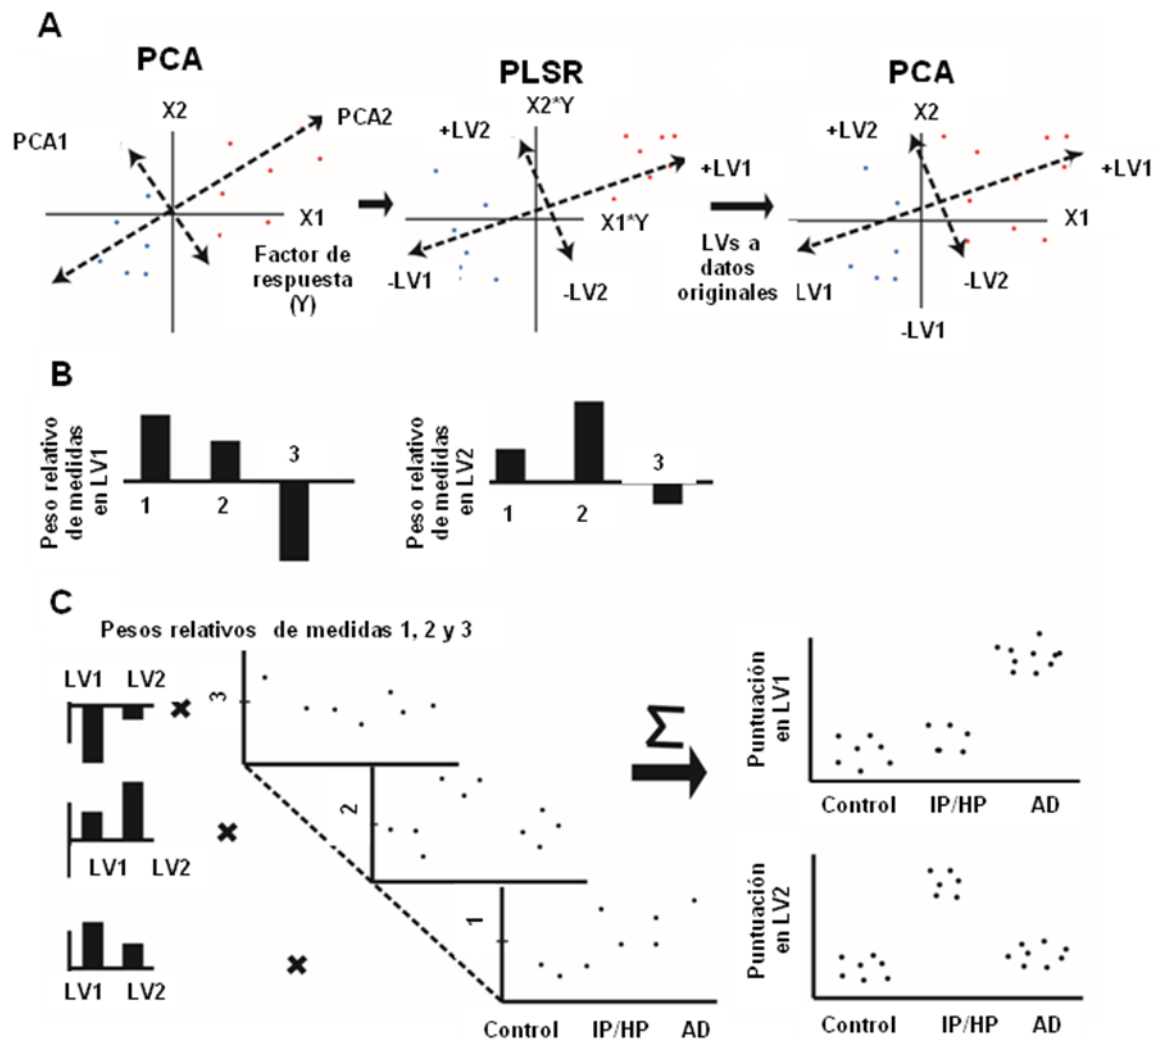 A
PCA
X2
PCA1
PCA2
X1
Factor de
respuesta
(Y)
PLSR
X2*Y
+LV2
+LV1
X1*Y
-LV1
-LV2
LVs a
datos
originales
PCA
X2
+LV2
+LV1
X1
LV1
-LV2
-LV1
B
Peso relativo
de medidas
en LV1
1
2
3
Peso relativo
de medidas
en LV2
1
2
3
C
Pesos relativos de medidas 1, 2 y 3
LV1 LV2
3
LV1 LV2
2
LV1 LV2
1
Control IP/HP AD
Σ
Puntuación
en LV1
Control IP/HP AD
Puntuación
en LV2
Control IP/HP AD